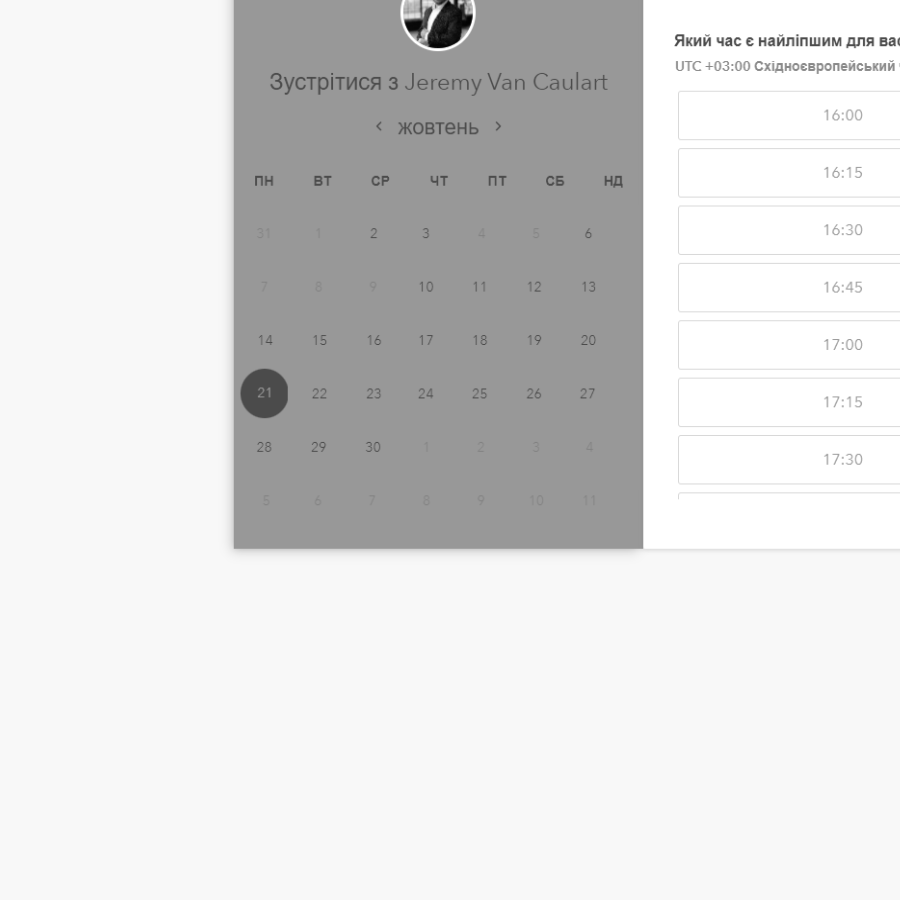 Зустрітися з Jeremy Van Caulart
жовтень
ПН ВТ СР ЧТ ПТ СБ НД
31 1 2 3 4 5 6
7 8 9 10 11 12 13
14 15 16 17 18 19 20
21 22 23 24 25 26 27
28 29 30 1 2 3 4
5 6 7 8 9 10 11
Який час є найліпшим для
UTC +03:00 Східноєвропейський
16:00
16:15
16:30
16:45
17:00
17:15
17:30